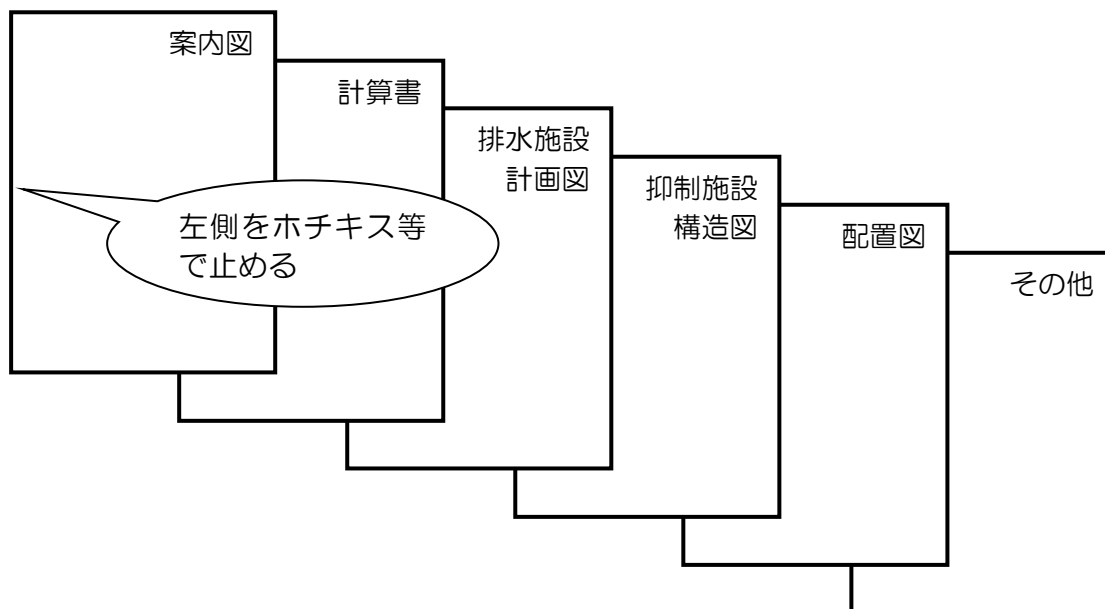 案内図
計算書
排水施設
計画図
抑制施設
構造図
配置図
その他
左側をホチキス等
で止める